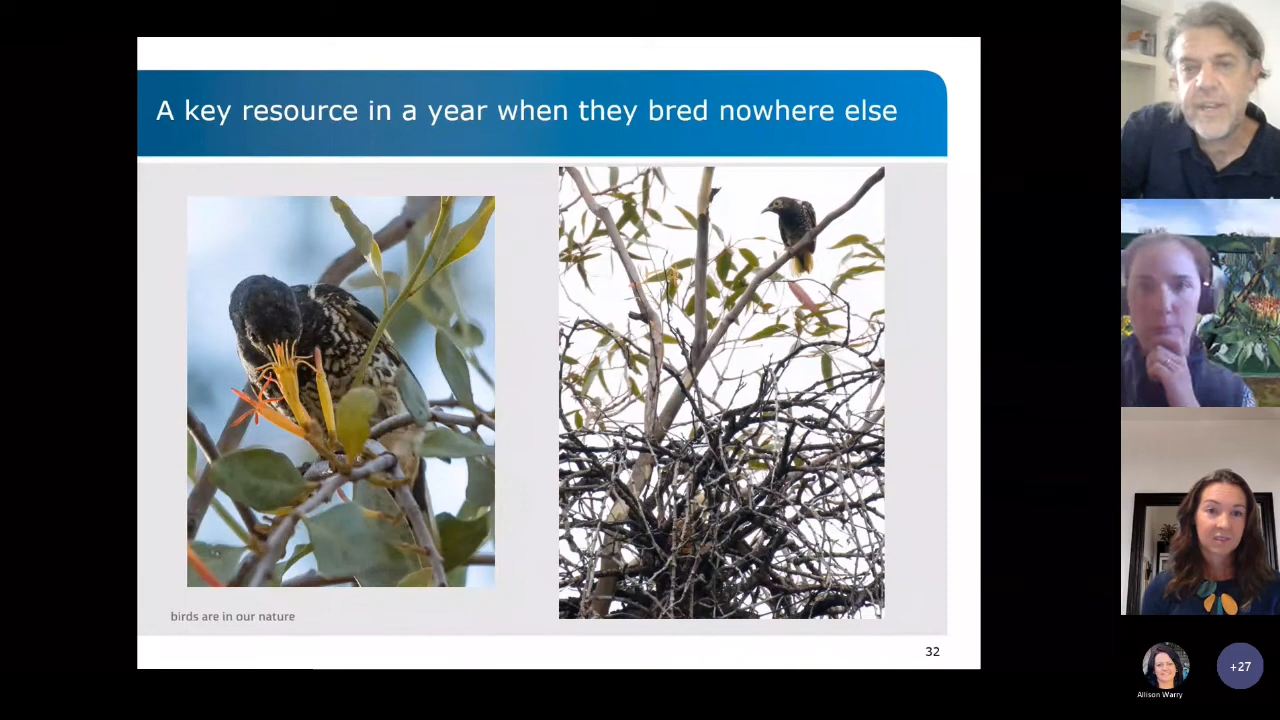 A key resource in a year when they bred nowhere else
birds are in our nature
32
+27
Allison Warry